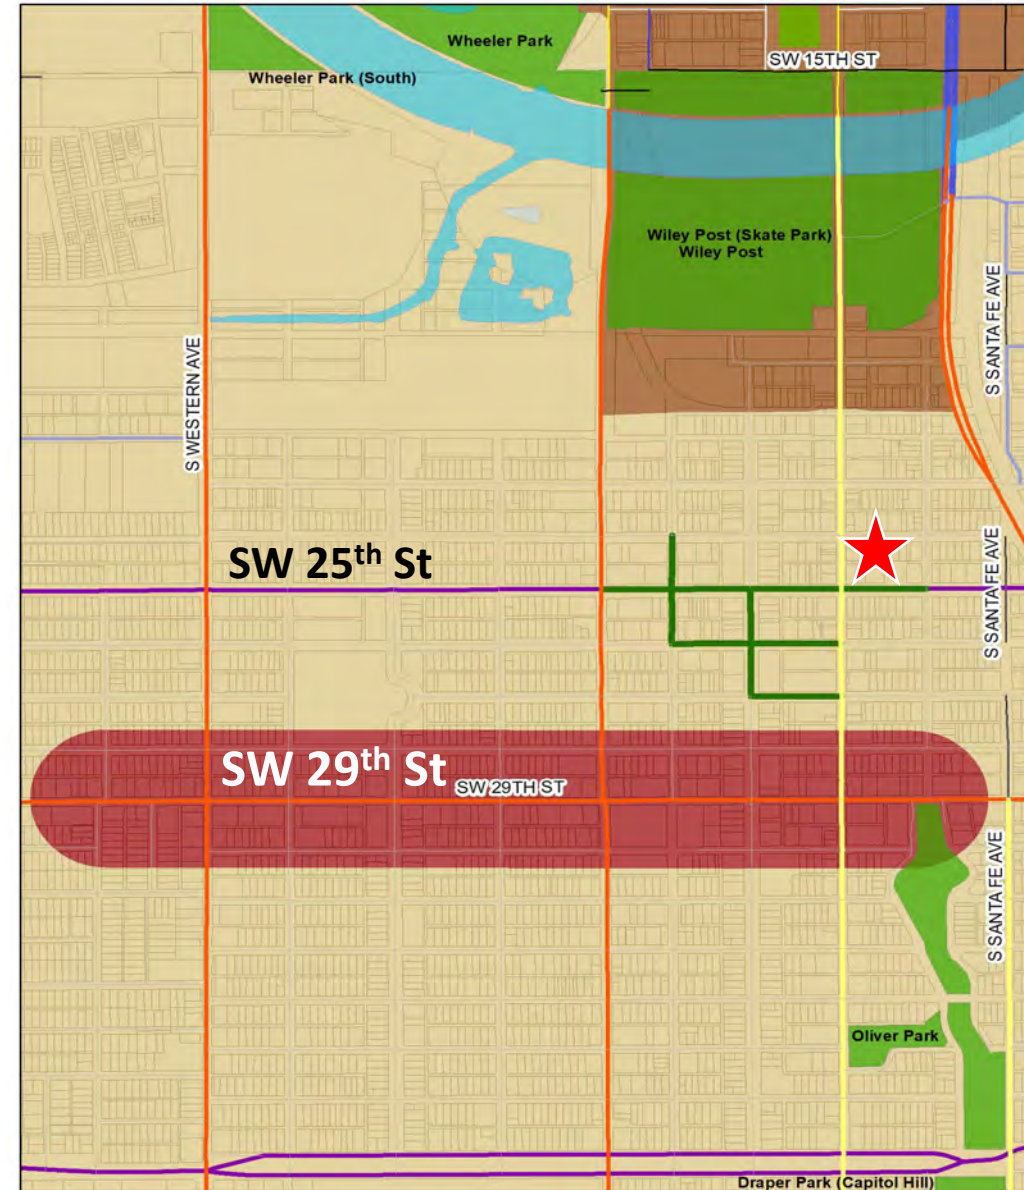 Wheeler Park
SW 15TH ST
Wheeler Park (South)
Wiley Post (Skate Park)
Wiley Post
S SANTA FE AVE
S WESTERN AVE
SW 25th St
S SANTA FE AVE
SW 29th St
SW 29TH ST
S SANTA FE AVE
Oliver Park
Draper Park (Capitol Hill)